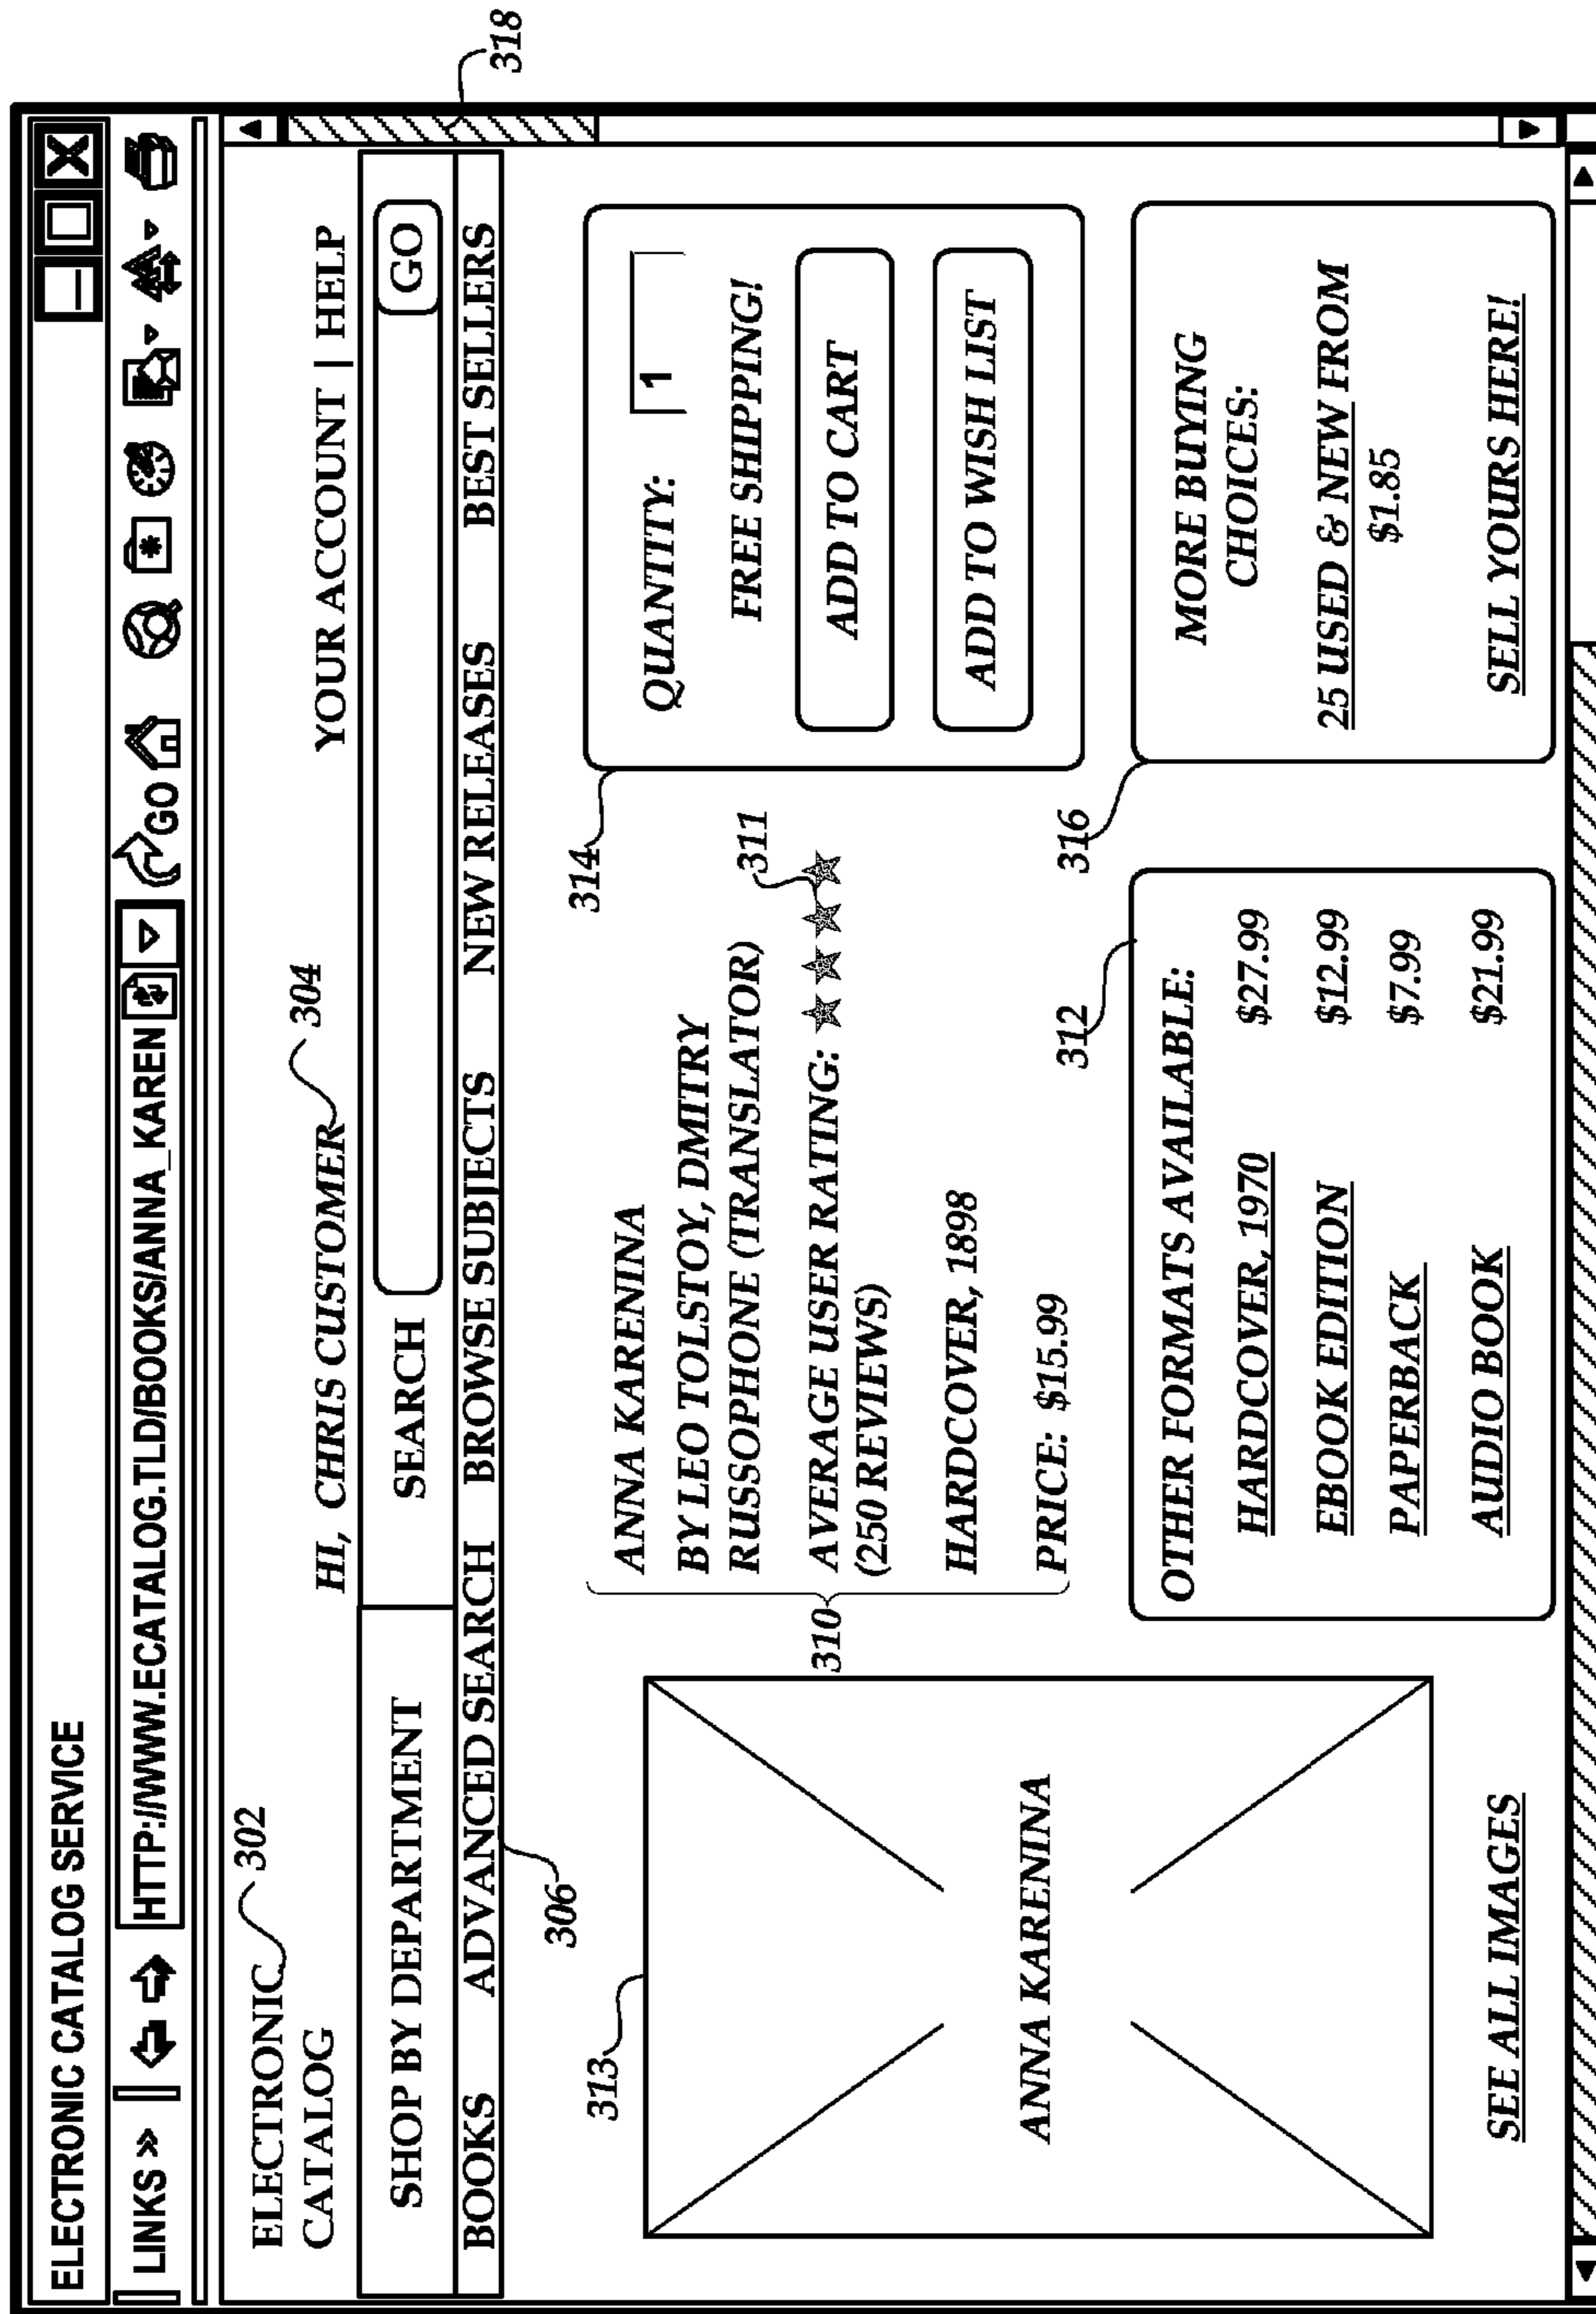 ELECTRONIC CATALOG SERVICE
LINKS »
HTTP://WWW.ECATALOG.TLD/BOOKS/ANNA_KAREN
GO
ELECTRONIC
CATALOG
302
HI, CHRIS CUSTOMER
304
YOUR ACCOUNT | HELP
SHOP BY DEPARTMENT
SEARCH
GO
BOOKS ADVANCED SEARCH BROWSE SUBJECTS NEW RELEASES BEST SELLERS
318
306
313
ANNA KARENINA
SEE ALL IMAGES
310
ANNA KARENINA
BY LEO TOLSTOY, DMITRY
RUSSOPHONE (TRANSLATOR)
AVERAGE USER RATING: ★ ★ ★ ★
311
(250 REVIEWS)
HARDCOVER, 1898
PRICE: $15.99
314
QUANTITY: 1
FREE SHIPPING!
ADD TO CART
ADD TO WISH LIST
312
OTHER FORMATS AVAILABLE:
HARDCOVER, 1970 $27.99
EBOOK EDITION $12.99
PAPERBACK $7.99
AUDIO BOOK $21.99
316
MORE BUYING
CHOICES:
25 USED & NEW FROM
$1.85
SELL YOURS HERE!